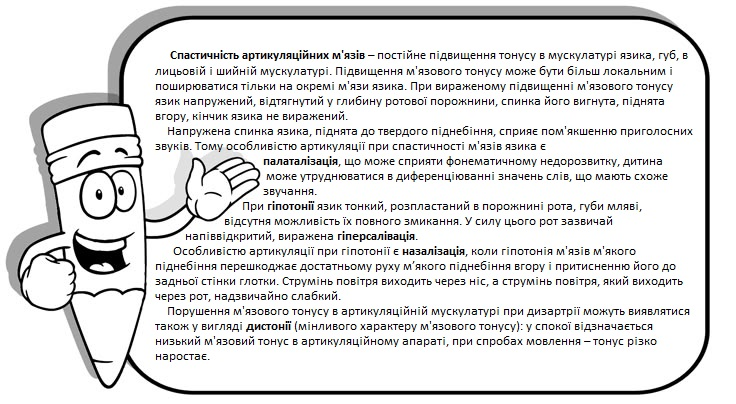 Спастичність артикуляційних м'язів – постійне підвищення тонусу в мускулатурі язика, губ, в
лицьовій і шийній мускулатурі. Підвищення м'язового тонусу може бути більш локальним і
поширюватися тільки на окремі м'язи язика. При вираженому підвищенні м'язового тонусу
язик напружений, відтягнутий у глибину ротової порожнини, спинка його вигнута, піднята
вгору, кінчик язика не виражений.
Напружена спинка язика, піднята до твердого піднебіння, сприяє пом'якшенню приголосних
звуків. Тому особливістю артикуляції при спастичності м'язів язика є
палаталізація, що може сприяти фонематичному недорозвитку, дитина
може утруднюватися в диференціюванні значень слів, що мають схоже
звучання.
При гіпотонії язик тонкий, розпластаний в порожнині рота, губи мляві,
відсутня можливість їх повного змикання. У силу цього рот зазвичай
напіввідкритий, виражена гіперсалівація.
Особливістю артикуляції при гіпотонії є назалізація, коли гіпотонія м'язів м'якого
піднебіння перешкоджає достатньому руху м’якого піднебіння вгору і притисненню його до
задньої стінки глотки. Струмінь повітря виходить через ніс, а струмінь повітря, який виходить
через рот, надзвичайно слабкий.
Порушення м'язового тонусу в артикуляційній мускулатурі при дизартрії можуть виявлятися
також у вигляді дистонії (мінливого характеру м'язового тонусу): у спокої відзначається
низький м'язовий тонус в артикуляційному апараті, при спробах мовлення – тонус різко
наростає.